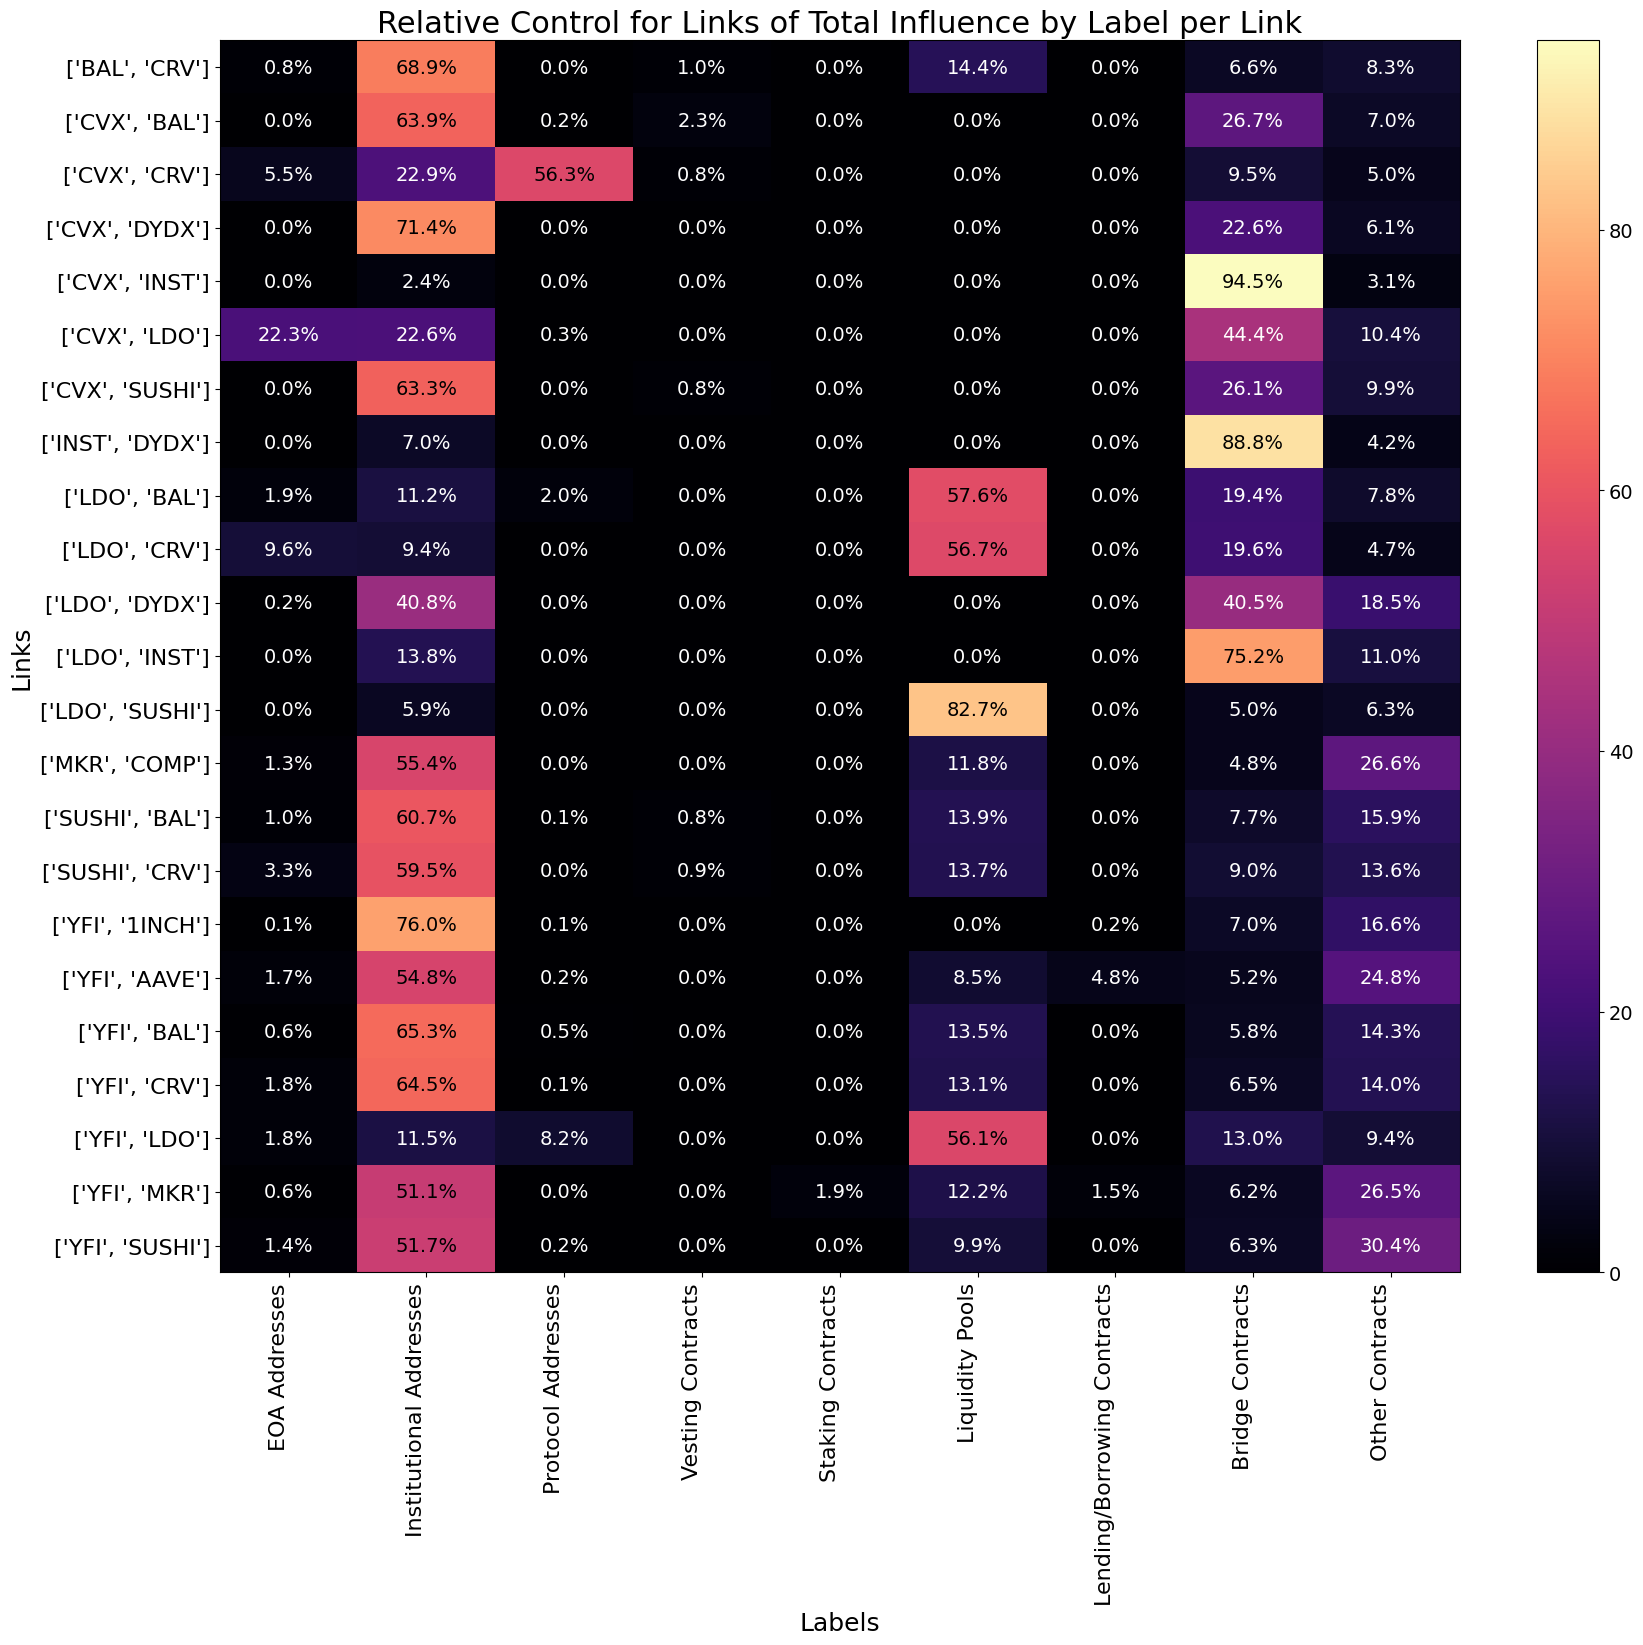 Relative Control for Links of Total Influence by Label per Link
['BAL', 'CRV'] 0.8% 68.9% 0.0% 1.0% 0.0% 14.4% 0.0% 6.6% 8.3%
['CVX', 'BAL'] 0.0% 63.9% 0.2% 2.3% 0.0% 0.0% 0.0% 26.7% 7.0%
['CVX', 'CRV'] 5.5% 22.9% 56.3% 0.8% 0.0% 0.0% 0.0% 9.5% 5.0%
['CVX', 'DYDX'] 0.0% 71.4% 0.0% 0.0% 0.0% 0.0% 0.0% 22.6% 6.1%
['CVX', 'INST'] 0.0% 2.4% 0.0% 0.0% 0.0% 0.0% 0.0% 94.5% 3.1%
['CVX', 'LDO'] 22.3% 22.6% 0.3% 0.0% 0.0% 0.0% 0.0% 44.4% 10.4%
['CVX', 'SUSHI'] 0.0% 63.3% 0.0% 0.8% 0.0% 0.0% 0.0% 26.1% 9.9%
['INST', 'DYDX'] 0.0% 7.0% 0.0% 0.0% 0.0% 0.0% 0.0% 88.8% 4.2%
['LDO', 'BAL'] 1.9% 11.2% 2.0% 0.0% 0.0% 57.6% 0.0% 19.4% 7.8%
['LDO', 'CRV'] 9.6% 9.4% 0.0% 0.0% 0.0% 56.7% 0.0% 19.6% 4.7%
['LDO', 'DYDX'] 0.2% 40.8% 0.0% 0.0% 0.0% 0.0% 0.0% 40.5% 18.5%
['LDO', 'INST'] 0.0% 13.8% 0.0% 0.0% 0.0% 0.0% 0.0% 75.2% 11.0%
['LDO', 'SUSHI'] 0.0% 5.9% 0.0% 0.0% 0.0% 82.7% 0.0% 5.0% 6.3%
['MKR', 'COMP'] 1.3% 55.4% 0.0% 0.0% 0.0% 11.8% 0.0% 4.8% 26.6%
['SUSHI', 'BAL'] 1.0% 60.7% 0.1% 0.8% 0.0% 13.9% 0.0% 7.7% 15.9%
['SUSHI', 'CRV'] 3.3% 59.5% 0.0% 0.9% 0.0% 13.7% 0.0% 9.0% 13.6%
['YFI', '1INCH'] 0.1% 76.0% 0.1% 0.0% 0.0% 0.0% 0.2% 7.0% 16.6%
['YFI', 'AAVE'] 1.7% 54.8% 0.2% 0.0% 0.0% 8.5% 4.8% 5.2% 24.8%
['YFI', 'BAL'] 0.6% 65.3% 0.5% 0.0% 0.0% 13.5% 0.0% 5.8% 14.3%
['YFI', 'CRV'] 1.8% 64.5% 0.1% 0.0% 0.0% 13.1% 0.0% 6.5% 14.0%
['YFI', 'LDO'] 1.8% 11.5% 8.2% 0.0% 0.0% 56.1% 0.0% 13.0% 9.4%
['YFI', 'MKR'] 0.6% 51.1% 0.0% 0.0% 1.9% 12.2% 1.5% 6.2% 26.5%
['YFI', 'SUSHI'] 1.4% 51.7% 0.2% 0.0% 0.0% 9.9% 0.0% 6.3% 30.4%
Links
EOA Addresses
Institutional Addresses
Protocol Addresses
Vesting Contracts
Staking Contracts
Liquidity Pools
Lending/Borrowing Contracts
Bridge Contracts
Other Contracts
Labels
80
60
40
20
0